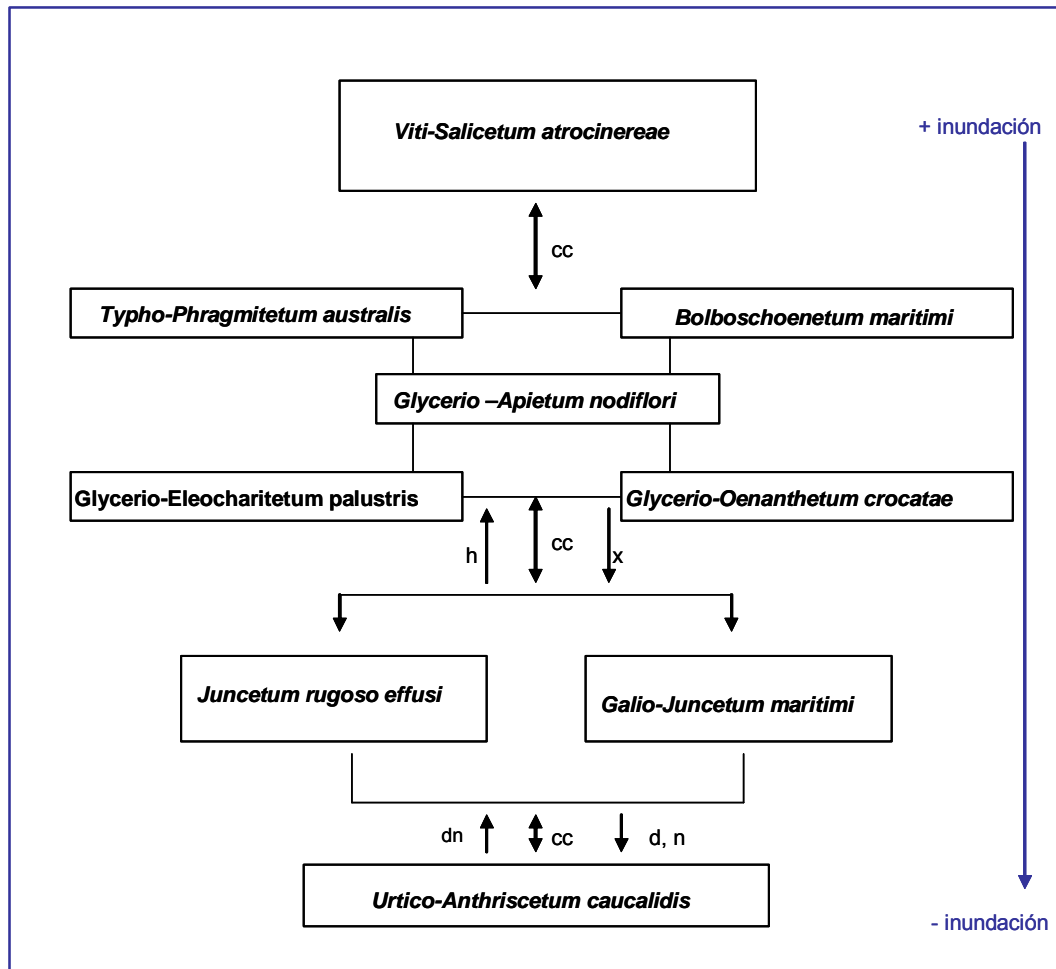 Viti-Salicetum atrocinereae
+ inundación
cc
Typho-Phragmitetum australis
Bolboschoenetum maritimi
Glycerio –Apietum nodiflori
Glycerio-Eleocharitetum palustris
Glycerio-Oenanthetum crocatae
h
cc
x
Juncetum rugoso effusi
Galio-Juncetum maritimi
dn
cc
d, n
Urtico-Anthriscetum caucalidis
- inundación